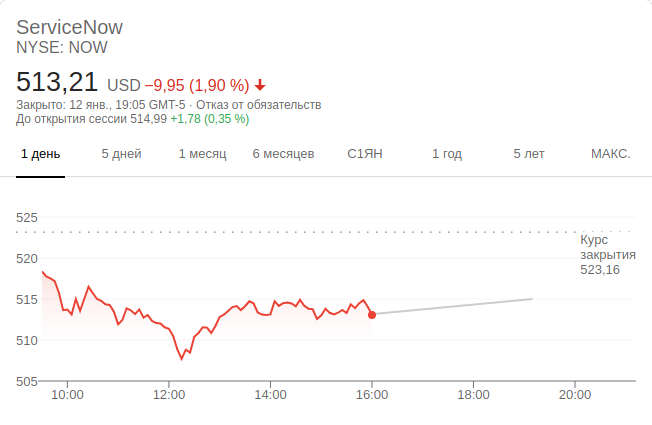 ServiceNow
NYSE: NOW
513,21 USD −9,95 (1,90 %)
Закрыто: 12 янв., 19:05 GMT-5 · Отказ от обязательств
До открытия сессии 514,99 +1,78 (0,35 %)
1 день 5 дней 1 месяц 6 месяцев С1ЯН 1 год 5 лет МАКС.
525
Курс
закрытия
520
523,16
515
510
505
10:00 12:00 14:00 16:00 18:00 20:00